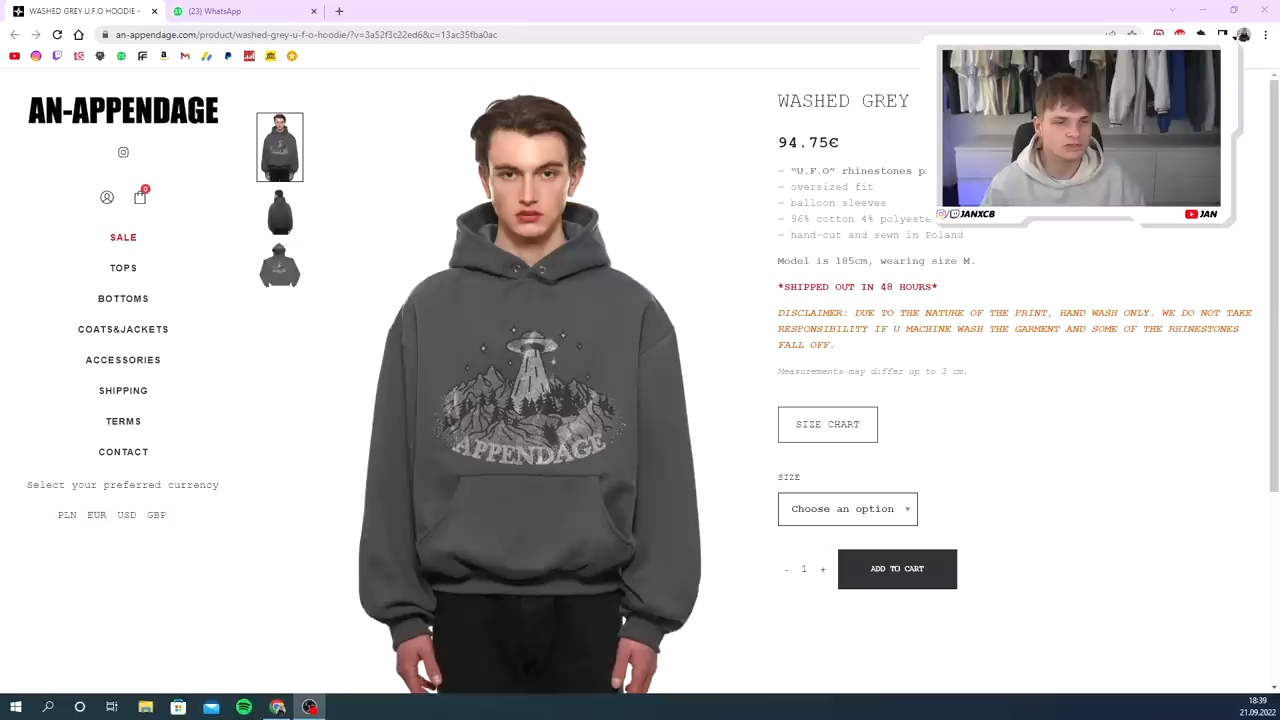 WASHED GREY U.F.O HOODIE -
(23) WhatsApp
an-appendage.com/product/washed-grey-u-f-o-hoodie/?v=3a52f3c22ed6&c=13ac35fba0ac
AN-APPENDAGE
0
SALE
TOPS
BOTTOMS
COATS&JACKETS
ACCESSORIES
SHIPPING
TERMS
CONTACT
Select your preferred currency
PLN EUR USD GBP
APPENDAGE
WASHED GREY
94.75€
- "U.F.O" rhinestones
- oversized fit
- balloon sleeves
- 96% cotton 4%
- hand-cut and sewn in Poland
Model is 185cm, wearing size M.
*SHIPPED OUT IN 48 HOURS*
DISCLAIMER: DUE TO THE NATURE OF THE PRINT, HAND WASH ONLY. WE DO NOT TAKE
RESPONSIBILITY IF U MACHINE WASH THE GARMENT AND SOME OF THE RHINESTONES
FALL OFF.
Measurements may differ up to 3 cm.
SIZE CHART
SIZE
Choose an option
- 1 +
ADD TO CART
/ JANXCB
JAN
18:39
21.09.2022